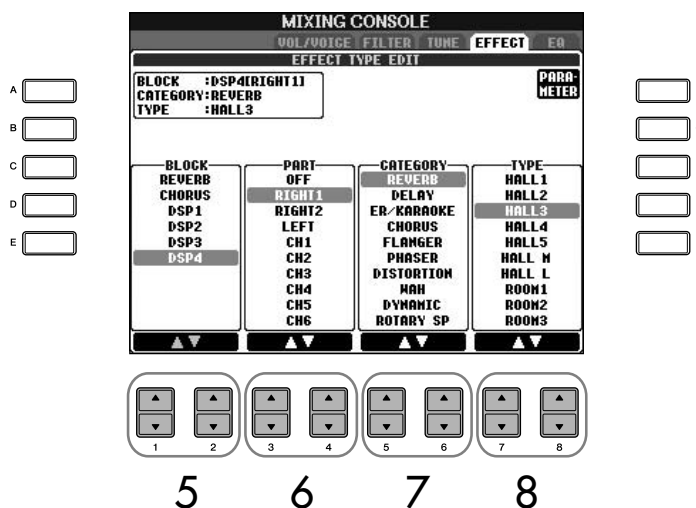 MIXING CONSOLE
VOL/VOICE FILTER TUNE EFFECT EQ
EFFECT TYPE EDIT
BLOCK :DSP4[RIGHT1]
CATEGORY:REVERB
TYPE :HALL3
PARA-
METER
A
B
C
D
E
BLOCK
REVERB
CHORUS
DSP1
DSP2
DSP3
DSP4
PART
OFF
RIGHT1
RIGHT2
LEFT
CH1
CH2
CH3
CH4
CH5
CH6
CATEGORY
REVERB
DELAY
ER/KARAOKE
CHORUS
FLANGER
PHASER
DISTORTION
WAH
DYNAMIC
ROTARY SP
TYPE
HALL1
HALL2
HALL3
HALL4
HALL5
HALL M
HALL L
ROOM1
ROOM2
ROOM3
1 2 3 4 5 6 7 8
5 6 7 8